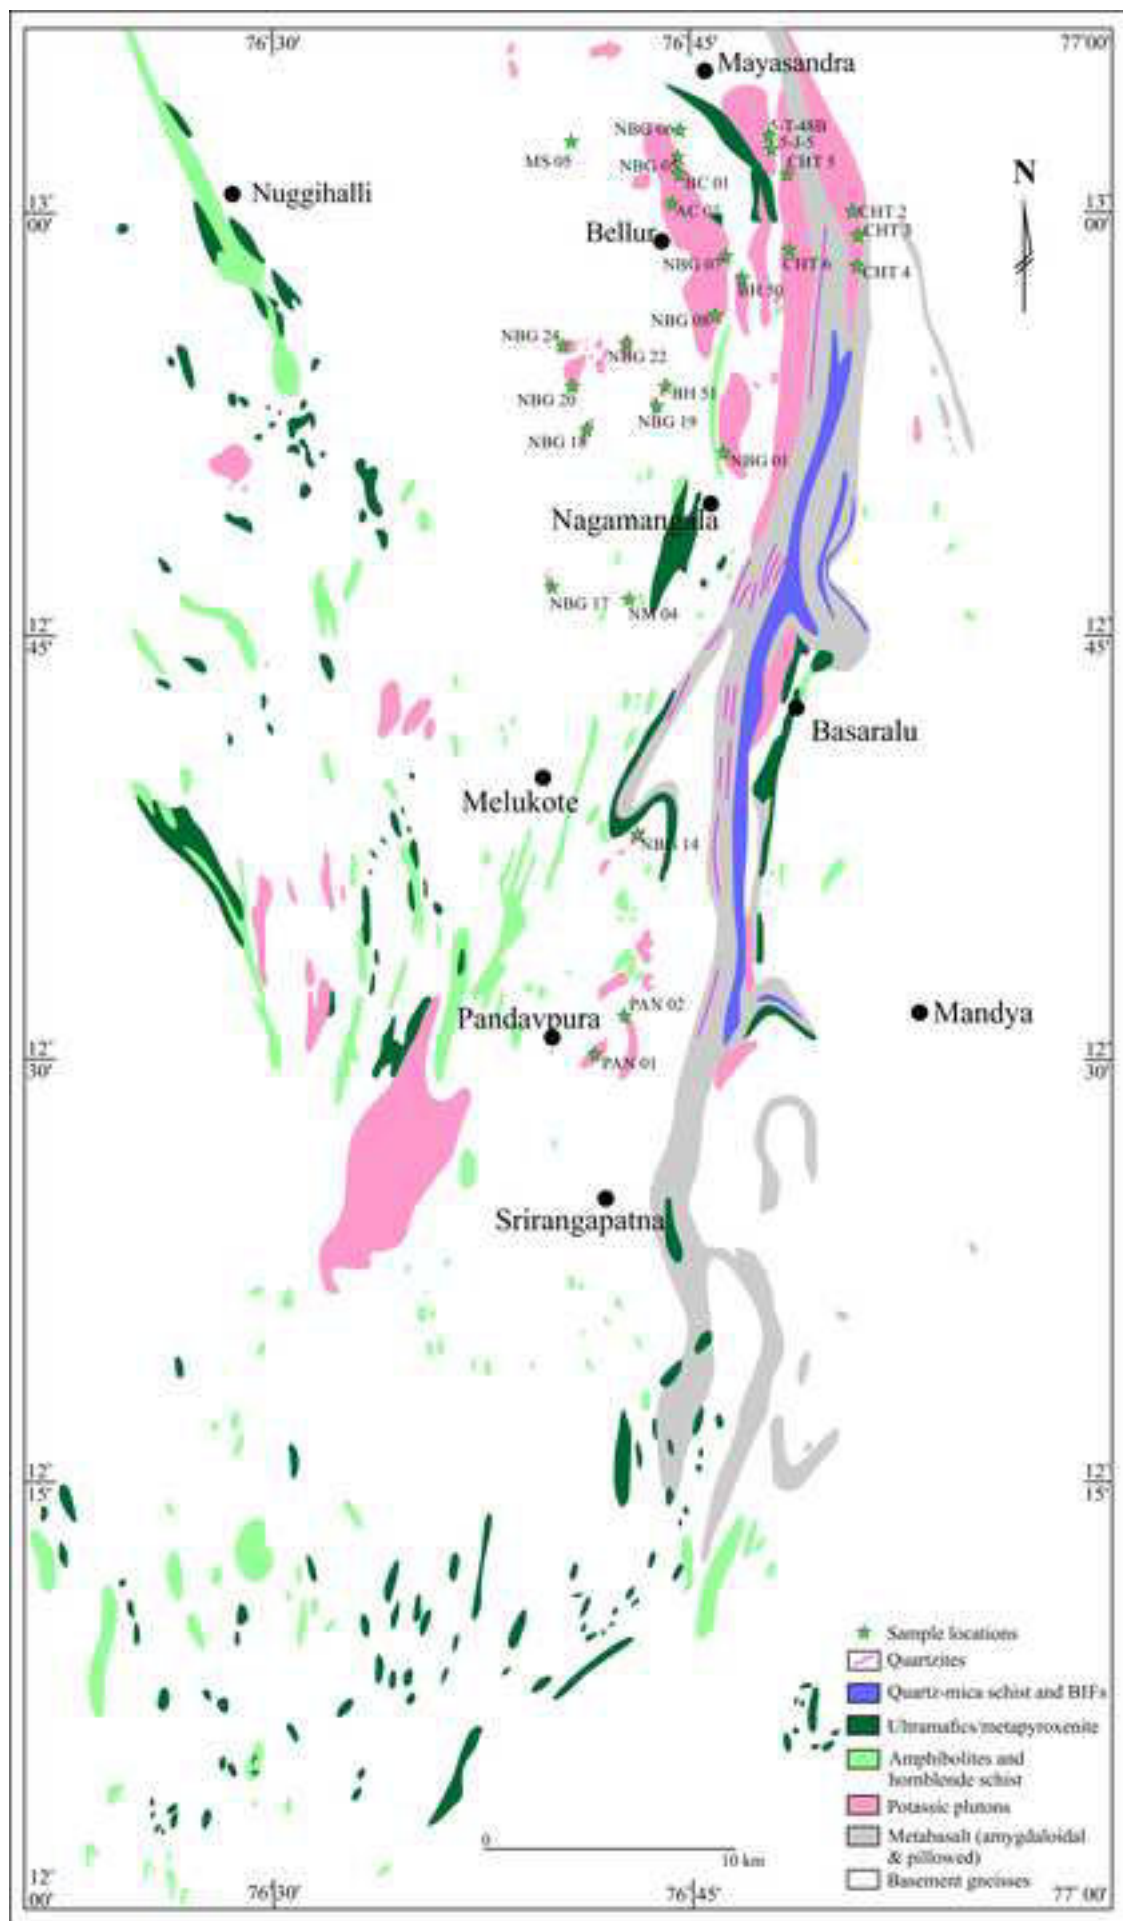 76°30'
76°45'
77°00'
Mayasandra
NBG 06
5-T-48B
5-J-5
MS 05
NBG 05
CHT 5
BC 01
Nuggihalli
N
13°
00'
13°
00'
CHT 2
Bellur
CHT 3
NBG 07
CHT 6
CHT 4
BH 50
NBG 08
NBG 24
NBG 22
NBG 20
BH 51
NBG 19
NBG 18
NBG 01
Nagamangala
NBG 17
NM 04
12°
45'
12°
45'
Basaralu
Melukote
NBG 14
PAN 02
Pandavpura
Mandya
12°
30'
PAN 01
12°
30'
Srirangapatna
12°
15'
12°
15'
Sample locations
Quartzites
Quartz-mica schist and BIFs
Ultramafics/metapyroxenite
Amphibolites and
hornblende schist
Potassic plutons
Metabasalt (amygdaloidal
& pillowed)
Basement gneisses
0
10 km
12°
00'
76°30'
76°45'
77°00'